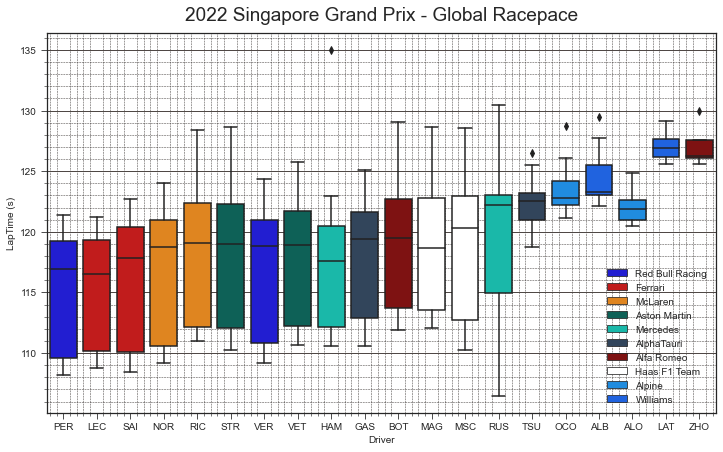 2022 Singapore Grand Prix - Global Racepace
135
130
125
120
115
110
LapTime (s)
PER LEC SAI NOR RIC STR VER VET HAM GAS BOT MAG MSC RUS TSU OCO ALB ALO LAT ZHO
Driver
Red Bull Racing
Ferrari
McLaren
Aston Martin
Mercedes
AlphaTauri
Alfa Romeo
Haas F1 Team
Alpine
Williams